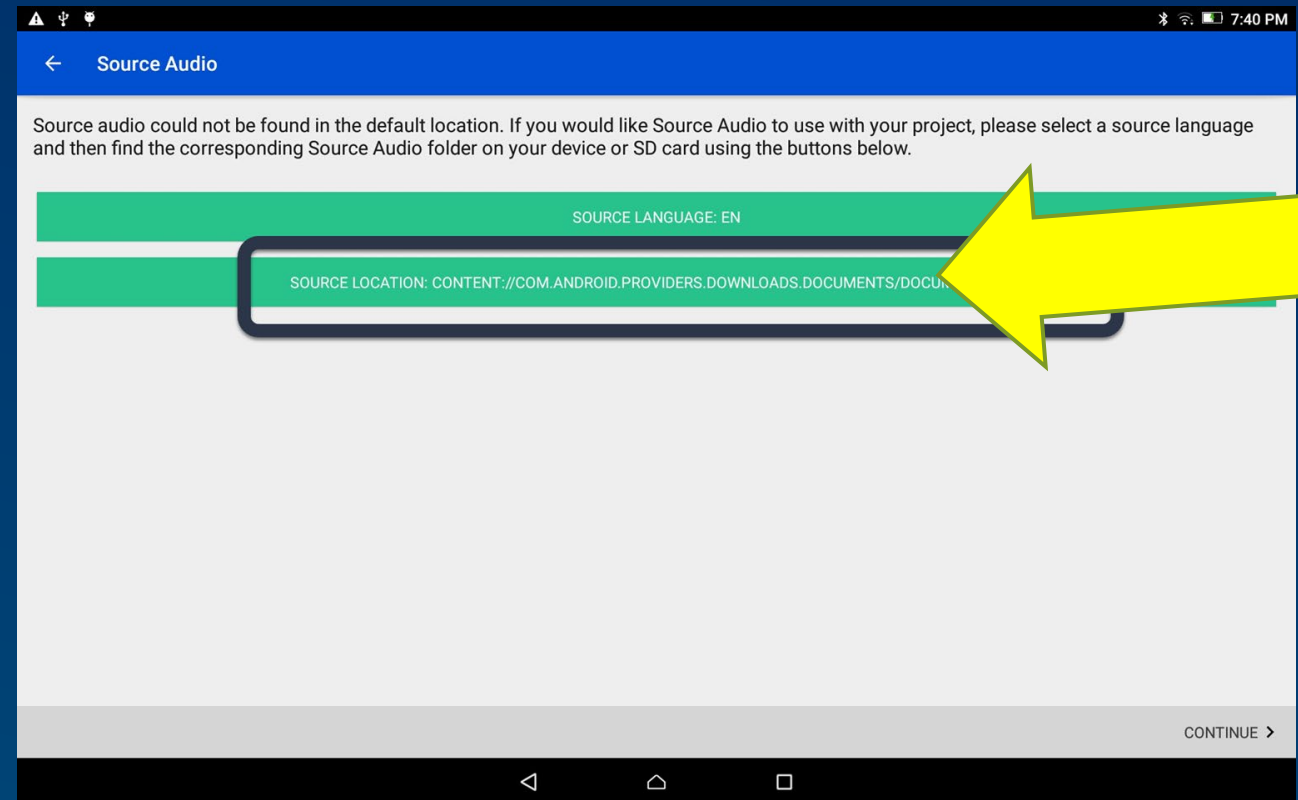 7:40 PM
Source Audio
Source audio could not be found in the default location. If you would like Source Audio to use with your project, please select a source language
and then find the corresponding Source Audio folder on your device or SD card using the buttons below.
SOURCE LANGUAGE: EN
SOURCE LOCATION: CONTENT://COM.ANDROID.PROVIDERS.DOWNLOADS.DOCUMENTS/
CONTINUE